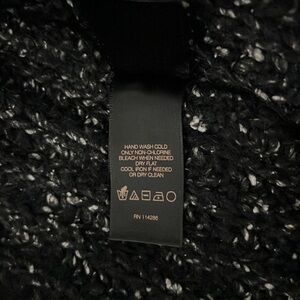 HAND WASH COLD
ONLY NON-CHLORINE
BLEACH WHEN NEEDED
DRY FLAT
COOL IRON IF NEEDED
OR DRY CLEAN
RN 114286